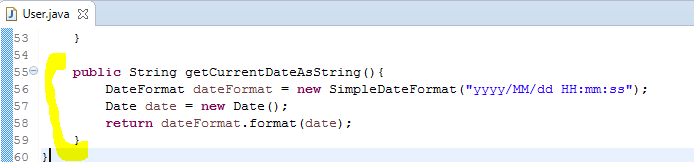 User.java
53 }
54
55 public String getCurrentDateAsString(){
56 DateFormat dateFormat = new SimpleDateFormat("yyyy/MM/dd HH:mm:ss");
57 Date date = new Date();
58 return dateFormat.format(date);
59 }
60 }